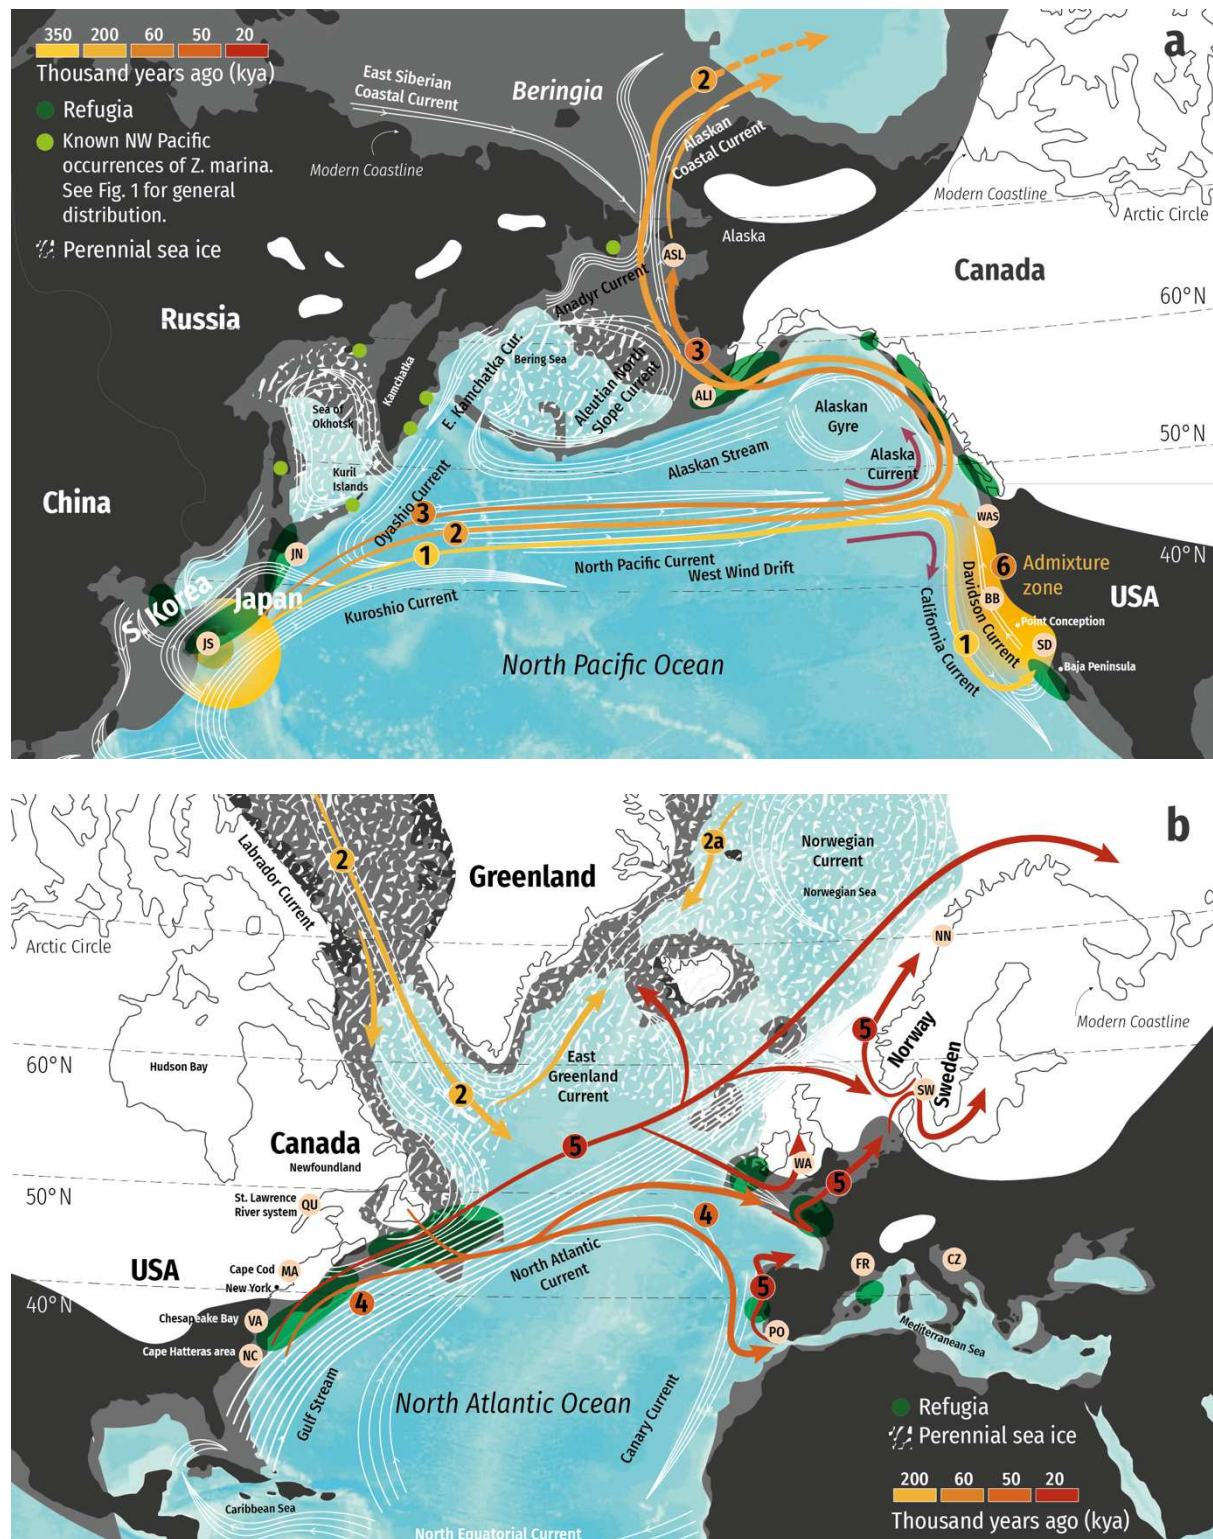 a
350 200 60 50 20
Thousand years ago (kya)
Refugia
Known NW Pacific
occurrences of Z. marina.
See Fig. 1 for general
distribution.
Perennial sea ice
East Siberian
Coastal Current
Beringia
Modern Coastline
2
Alaskan
Coastal Current
Modern Coastline
Arctic Circle
Alaska
ASL
Canada
60°N
Anadyr Current
Russia
3
Kamchatka
E. Kamchatka Cur.
Bering Sea
Aleutian North
Slope Current
ALI
Sea of
Okhotsk
Alaskan
Gyre
50°N
Alaskan Stream
Alaska
Current
Kuril
Islands
China
Oyashio Current
3
WAS
JN
2
1
40°N
North Pacific Current
West Wind Drift
6
Admixture
zone
S. Korea
Japan
Kuroshio Current
BB
USA
Davidson Current
California Current
Point Conception
JS
1
SD
North Pacific Ocean
Baja Peninsula
b
2
2a
Labrador Current
Greenland
Norwegian
Current
Norwegian Sea
Arctic Circle
NN
Modern Coastline
5
Norway
Sweden
60°N
Hudson Bay
East
Greenland
Current
2
SW
Canada
Newfoundland
5
WA
50°N
St. Lawrence
River system
QU
5
4
USA
Cape Cod
MA
North Atlantic
Current
FR
CZ
New York
40°N
4
5
Chesapeake Bay
VA
PO
Mediterranean Sea
Cape Hatteras area
NC
North Atlantic Ocean
Gulf Stream
Canary Current
Refugia
Perennial sea ice
200 60 50 20
Thousand years ago (kya)
Caribbean Sea
North Equatorial Current